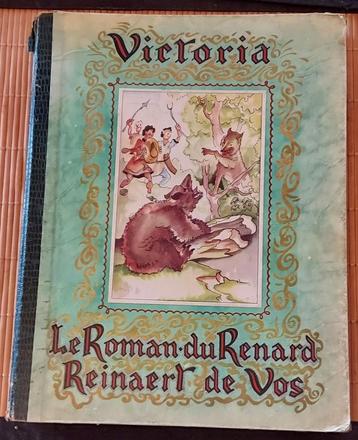 Victoria
Le Roman·du Renard
Reinaert de Vos